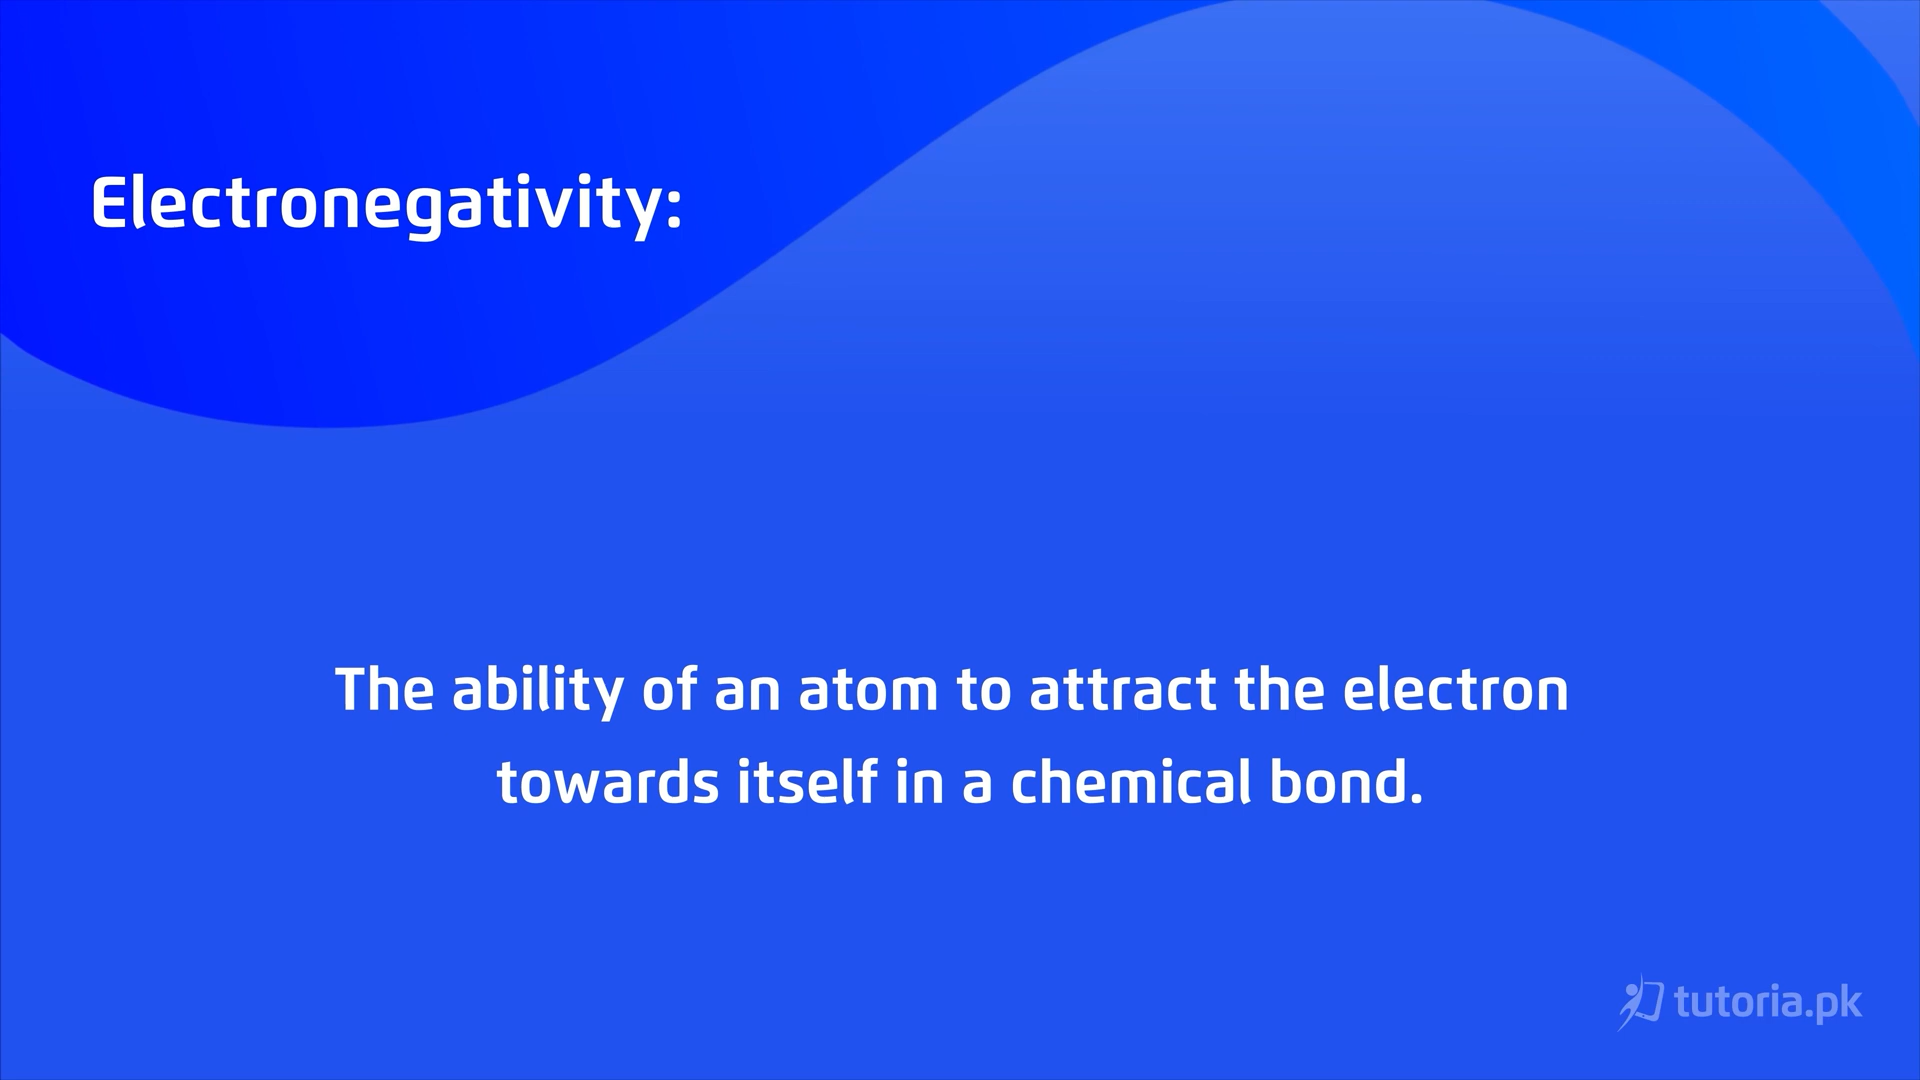 Electronegativity:
The ability of an atom to attract the electron
towards itself in a chemical bond.
tutoria.pk